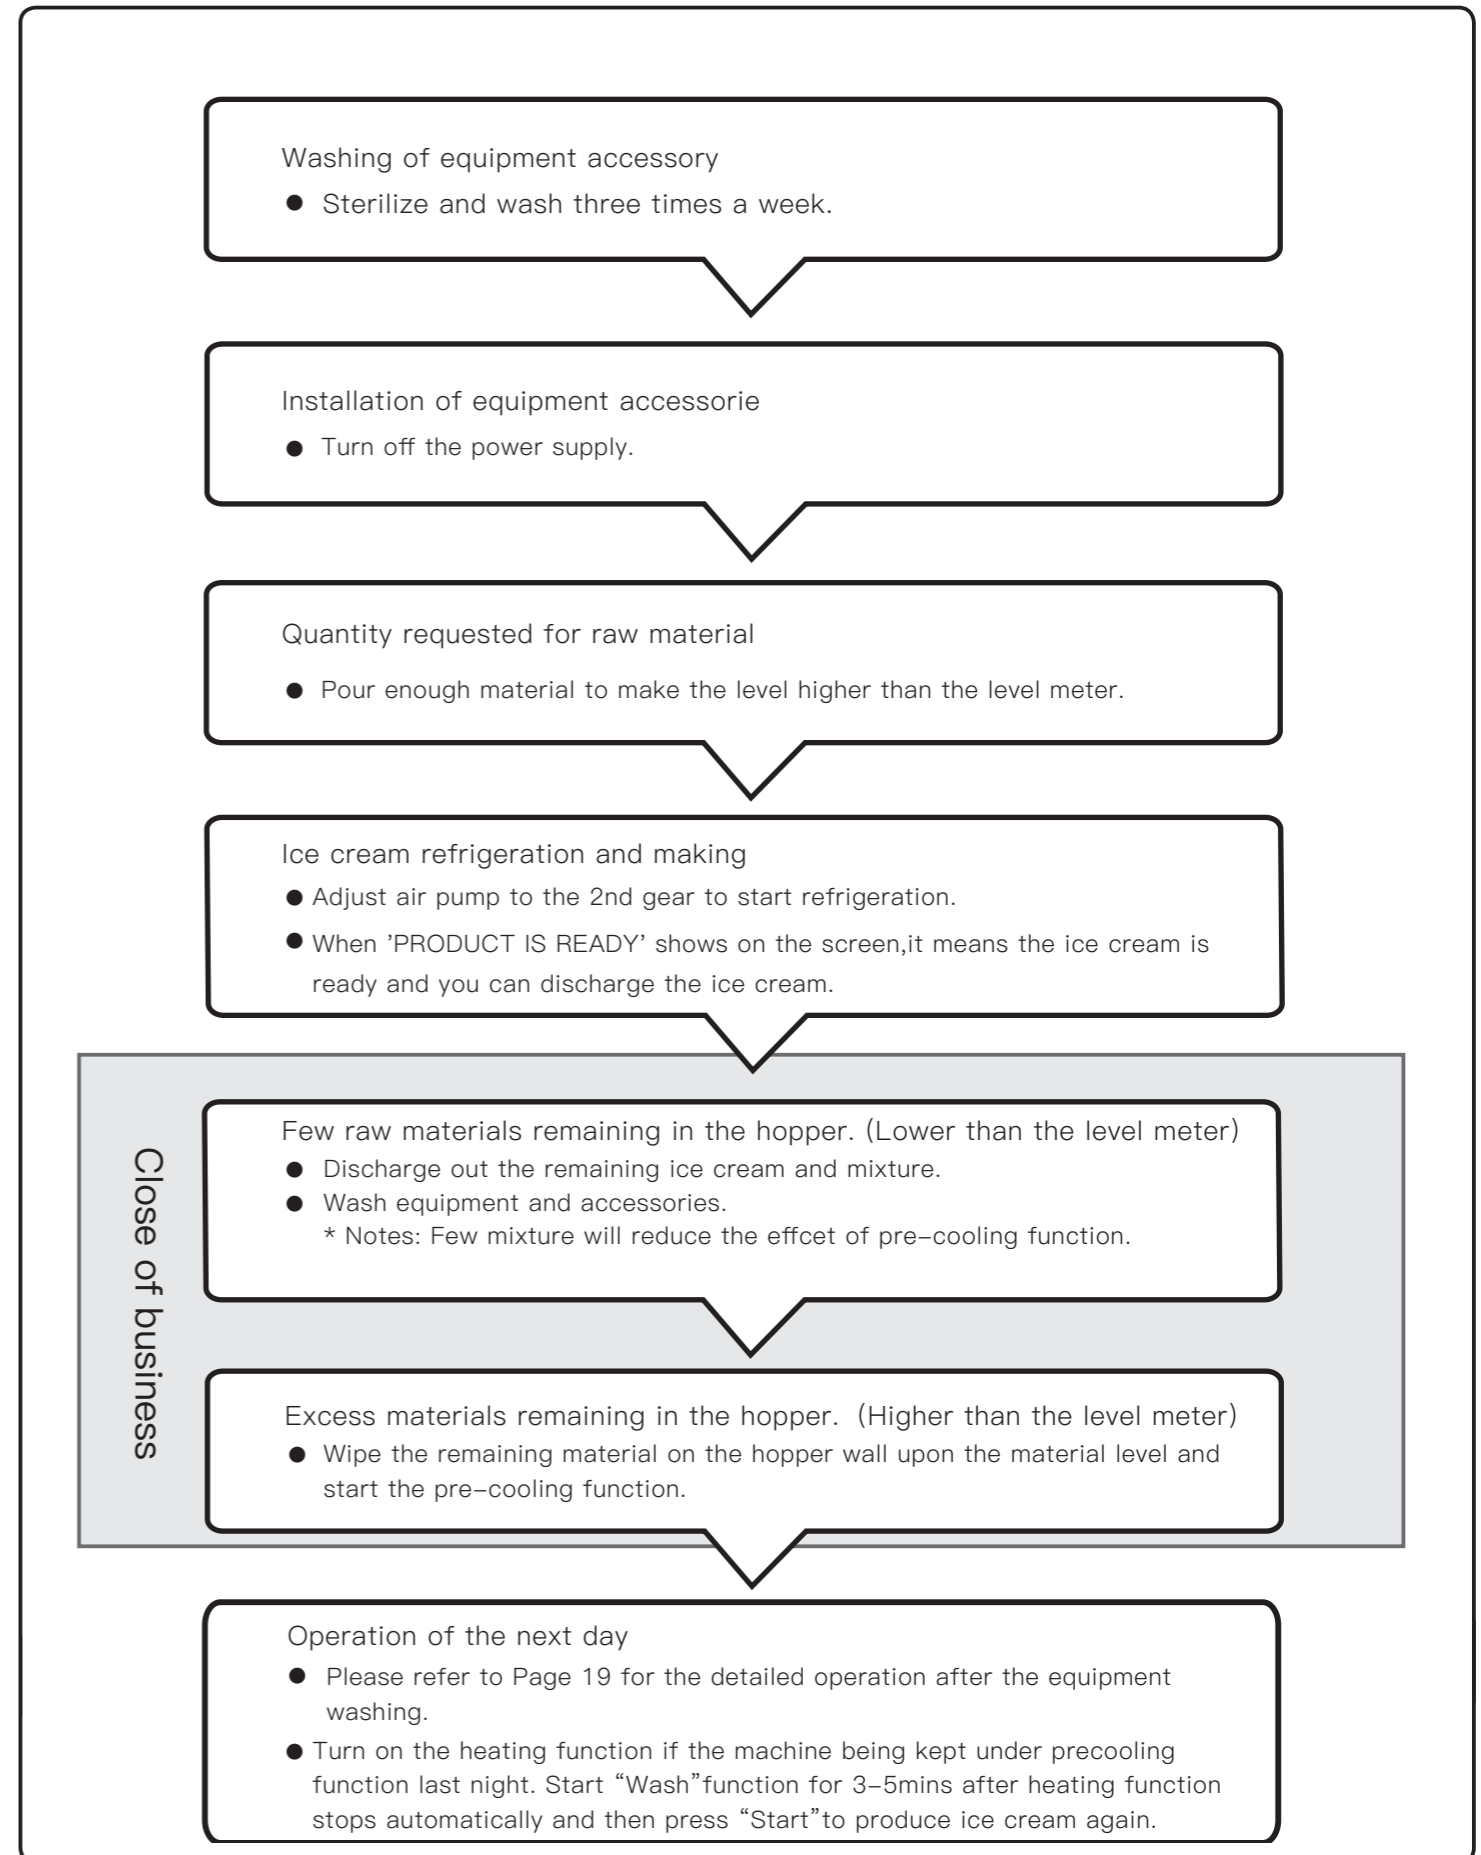 Washing of equipment accessory
● Sterilize and wash three times a week.
Installation of equipment accessorie
● Turn off the power supply.
Quantity requested for raw material
● Pour enough material to make the level higher than the level meter.
Ice cream refrigeration and making
● Adjust air pump to the 2nd gear to start refrigeration.
● When ’PRODUCT IS READY’ shows on the screen,it means the ice cream is
ready and you can discharge the ice cream.
Close of business
Few raw materials remaining in the hopper. (Lower than the level meter)
● Discharge out the remaining ice cream and mixture.
● Wash equipment and accessories.
* Notes: Few mixture will reduce the effcet of pre-cooling function.
Excess materials remaining in the hopper. (Higher than the level meter)
● Wipe the remaining material on the hopper wall upon the material level and
start the pre-cooling function.
Operation of the next day
● Please refer to Page 19 for the detailed operation after the equipment
washing.
● Turn on the heating function if the machine being kept under precooling
function last night. Start “Wash”function for 3-5mins after heating function
stops automatically and then press “Start”to produce ice cream again.